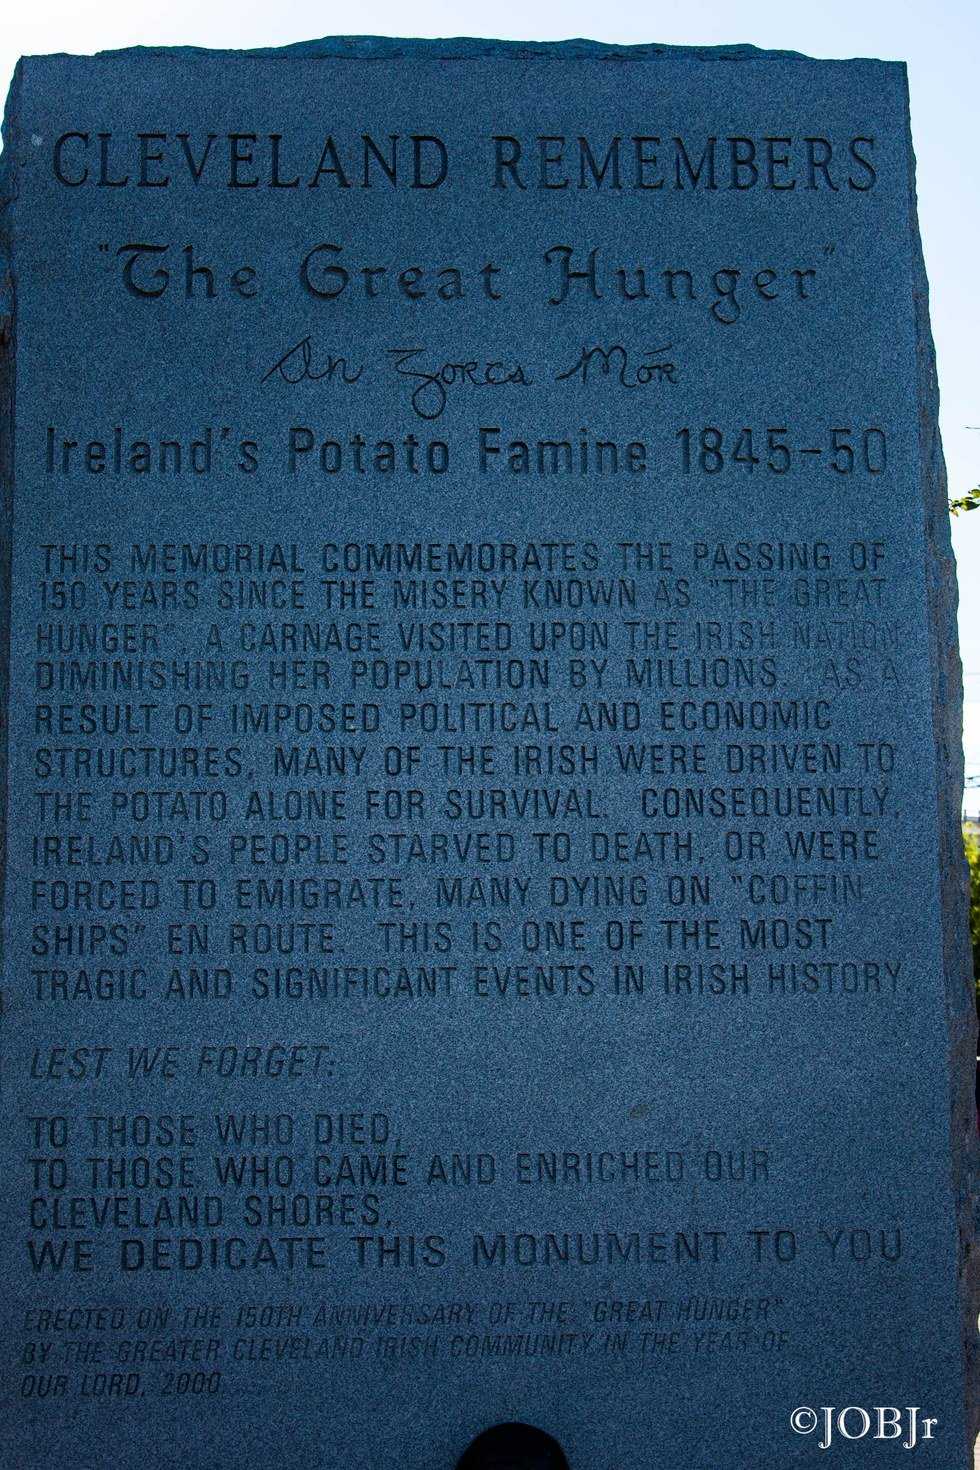 CLEVELAND REMEMBERS
"The Great Hunger"
An Gorca Mór
Ireland's Potato Famine 1845-50
THIS MEMORIAL COMMEMORATES THE PASSING OF
150 YEARS SINCE THE MISERY KNOWN AS "THE GREAT
HUNGER", A CARNAGE VISITED UPON THE IRISH NATION
DIMINISHING HER POPULATION BY MILLIONS. AS A
RESULT OF IMPOSED POLITICAL AND ECONOMIC
STRUCTURES, MANY OF THE IRISH WERE DRIVEN TO
THE POTATO ALONE FOR SURVIVAL. CONSEQUENTLY,
IRELAND'S PEOPLE STARVED TO DEATH, OR WERE
FORCED TO EMIGRATE, MANY DYING ON "COFFIN
SHIPS" EN ROUTE. THIS IS ONE OF THE MOST
TRAGIC AND SIGNIFICANT EVENTS IN IRISH HISTORY.
LEST WE FORGET:
TO THOSE WHO DIED,
TO THOSE WHO CAME AND ENRICHED OUR
CLEVELAND SHORES,
WE DEDICATE THIS MONUMENT TO YOU.
ERECTED ON THE 150TH ANNIVERSARY OF THE "GREAT HUNGER"
BY THE GREATER CLEVELAND IRISH COMMUNITY IN THE YEAR OF
OUR LORD, 2000
©JOBJr